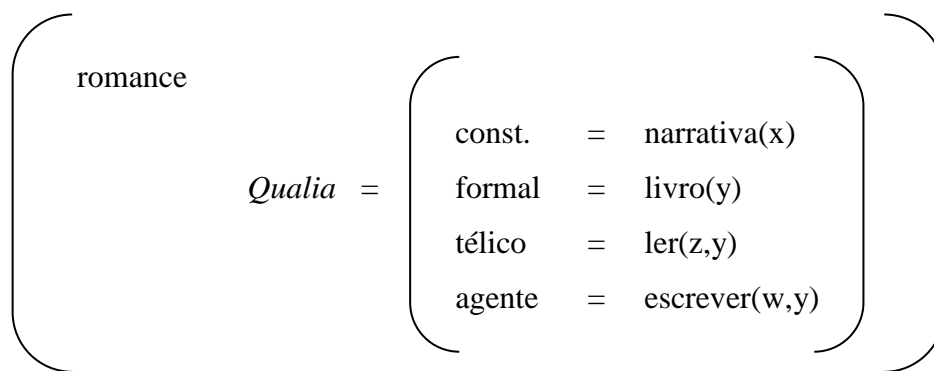 romance
const. = narrativa(x)
Qualia = formal = livro(y)
télico = ler(z,y)
agente = escrever(w,y)